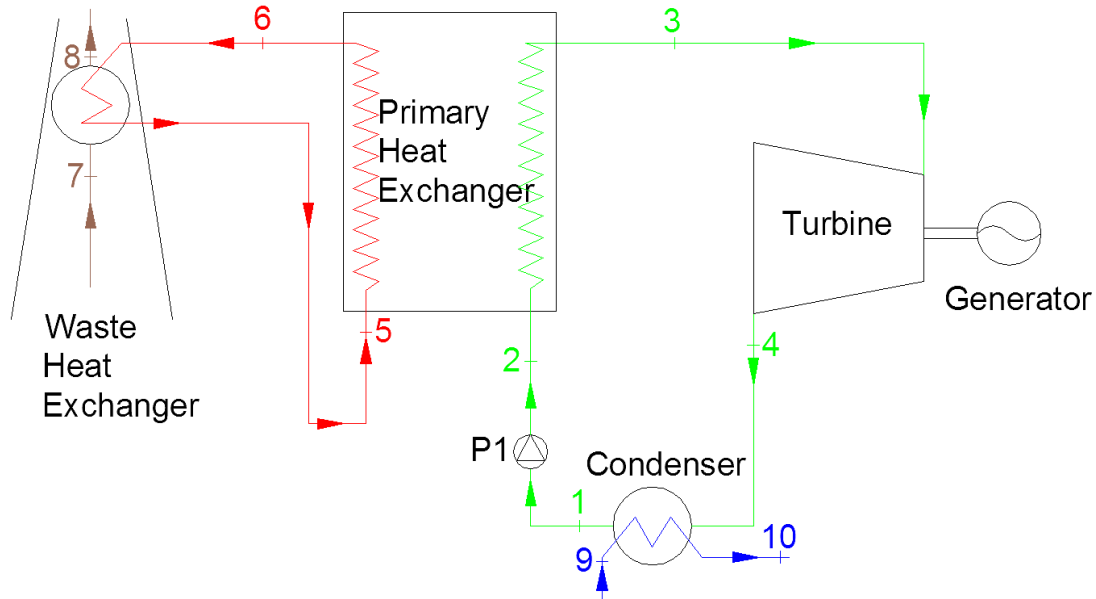 6
3
8
Primary
Heat
Exchanger
7
Turbine
Generator
Waste
Heat
Exchanger
5
2
4
P1
Condenser
1
9
10